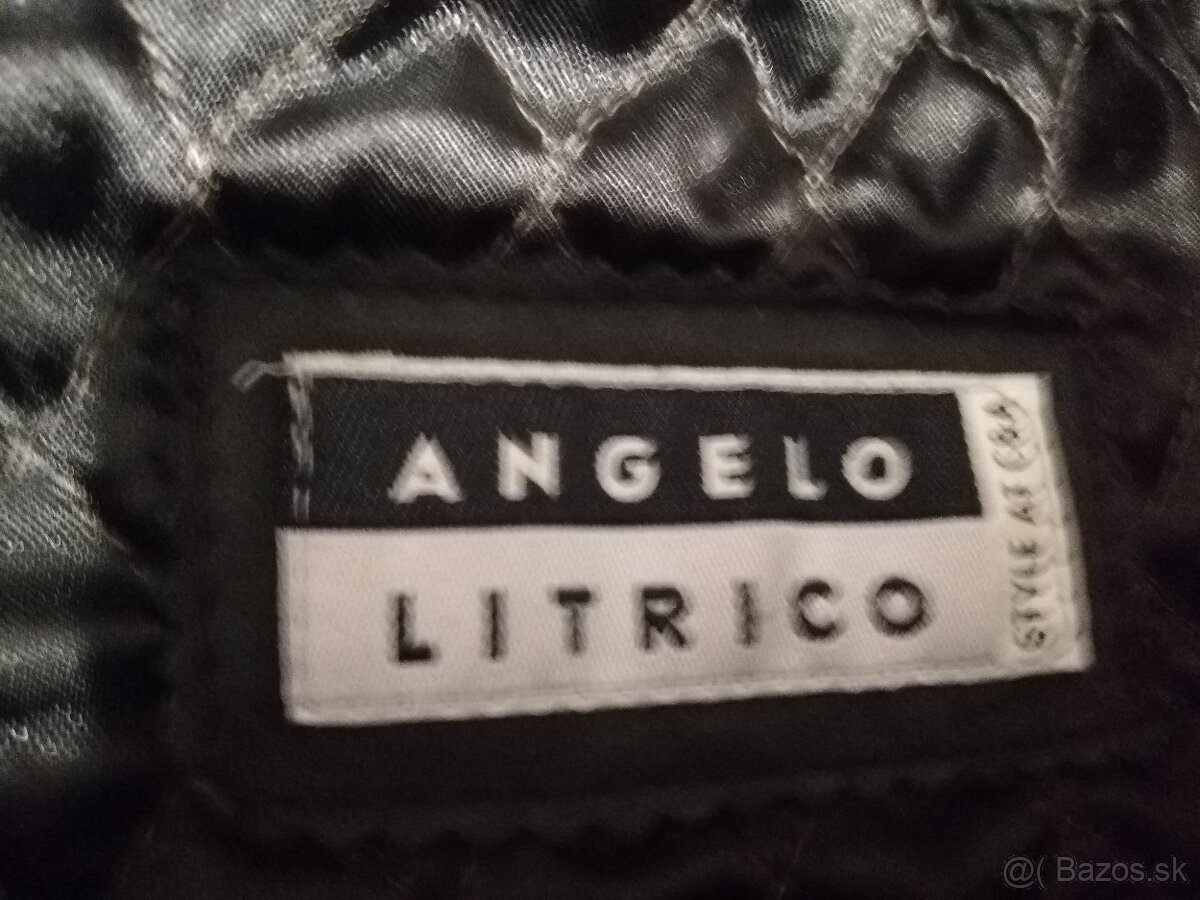 ANGELO
LITRICO
STYLE AT C&A
@( Bazos.sk